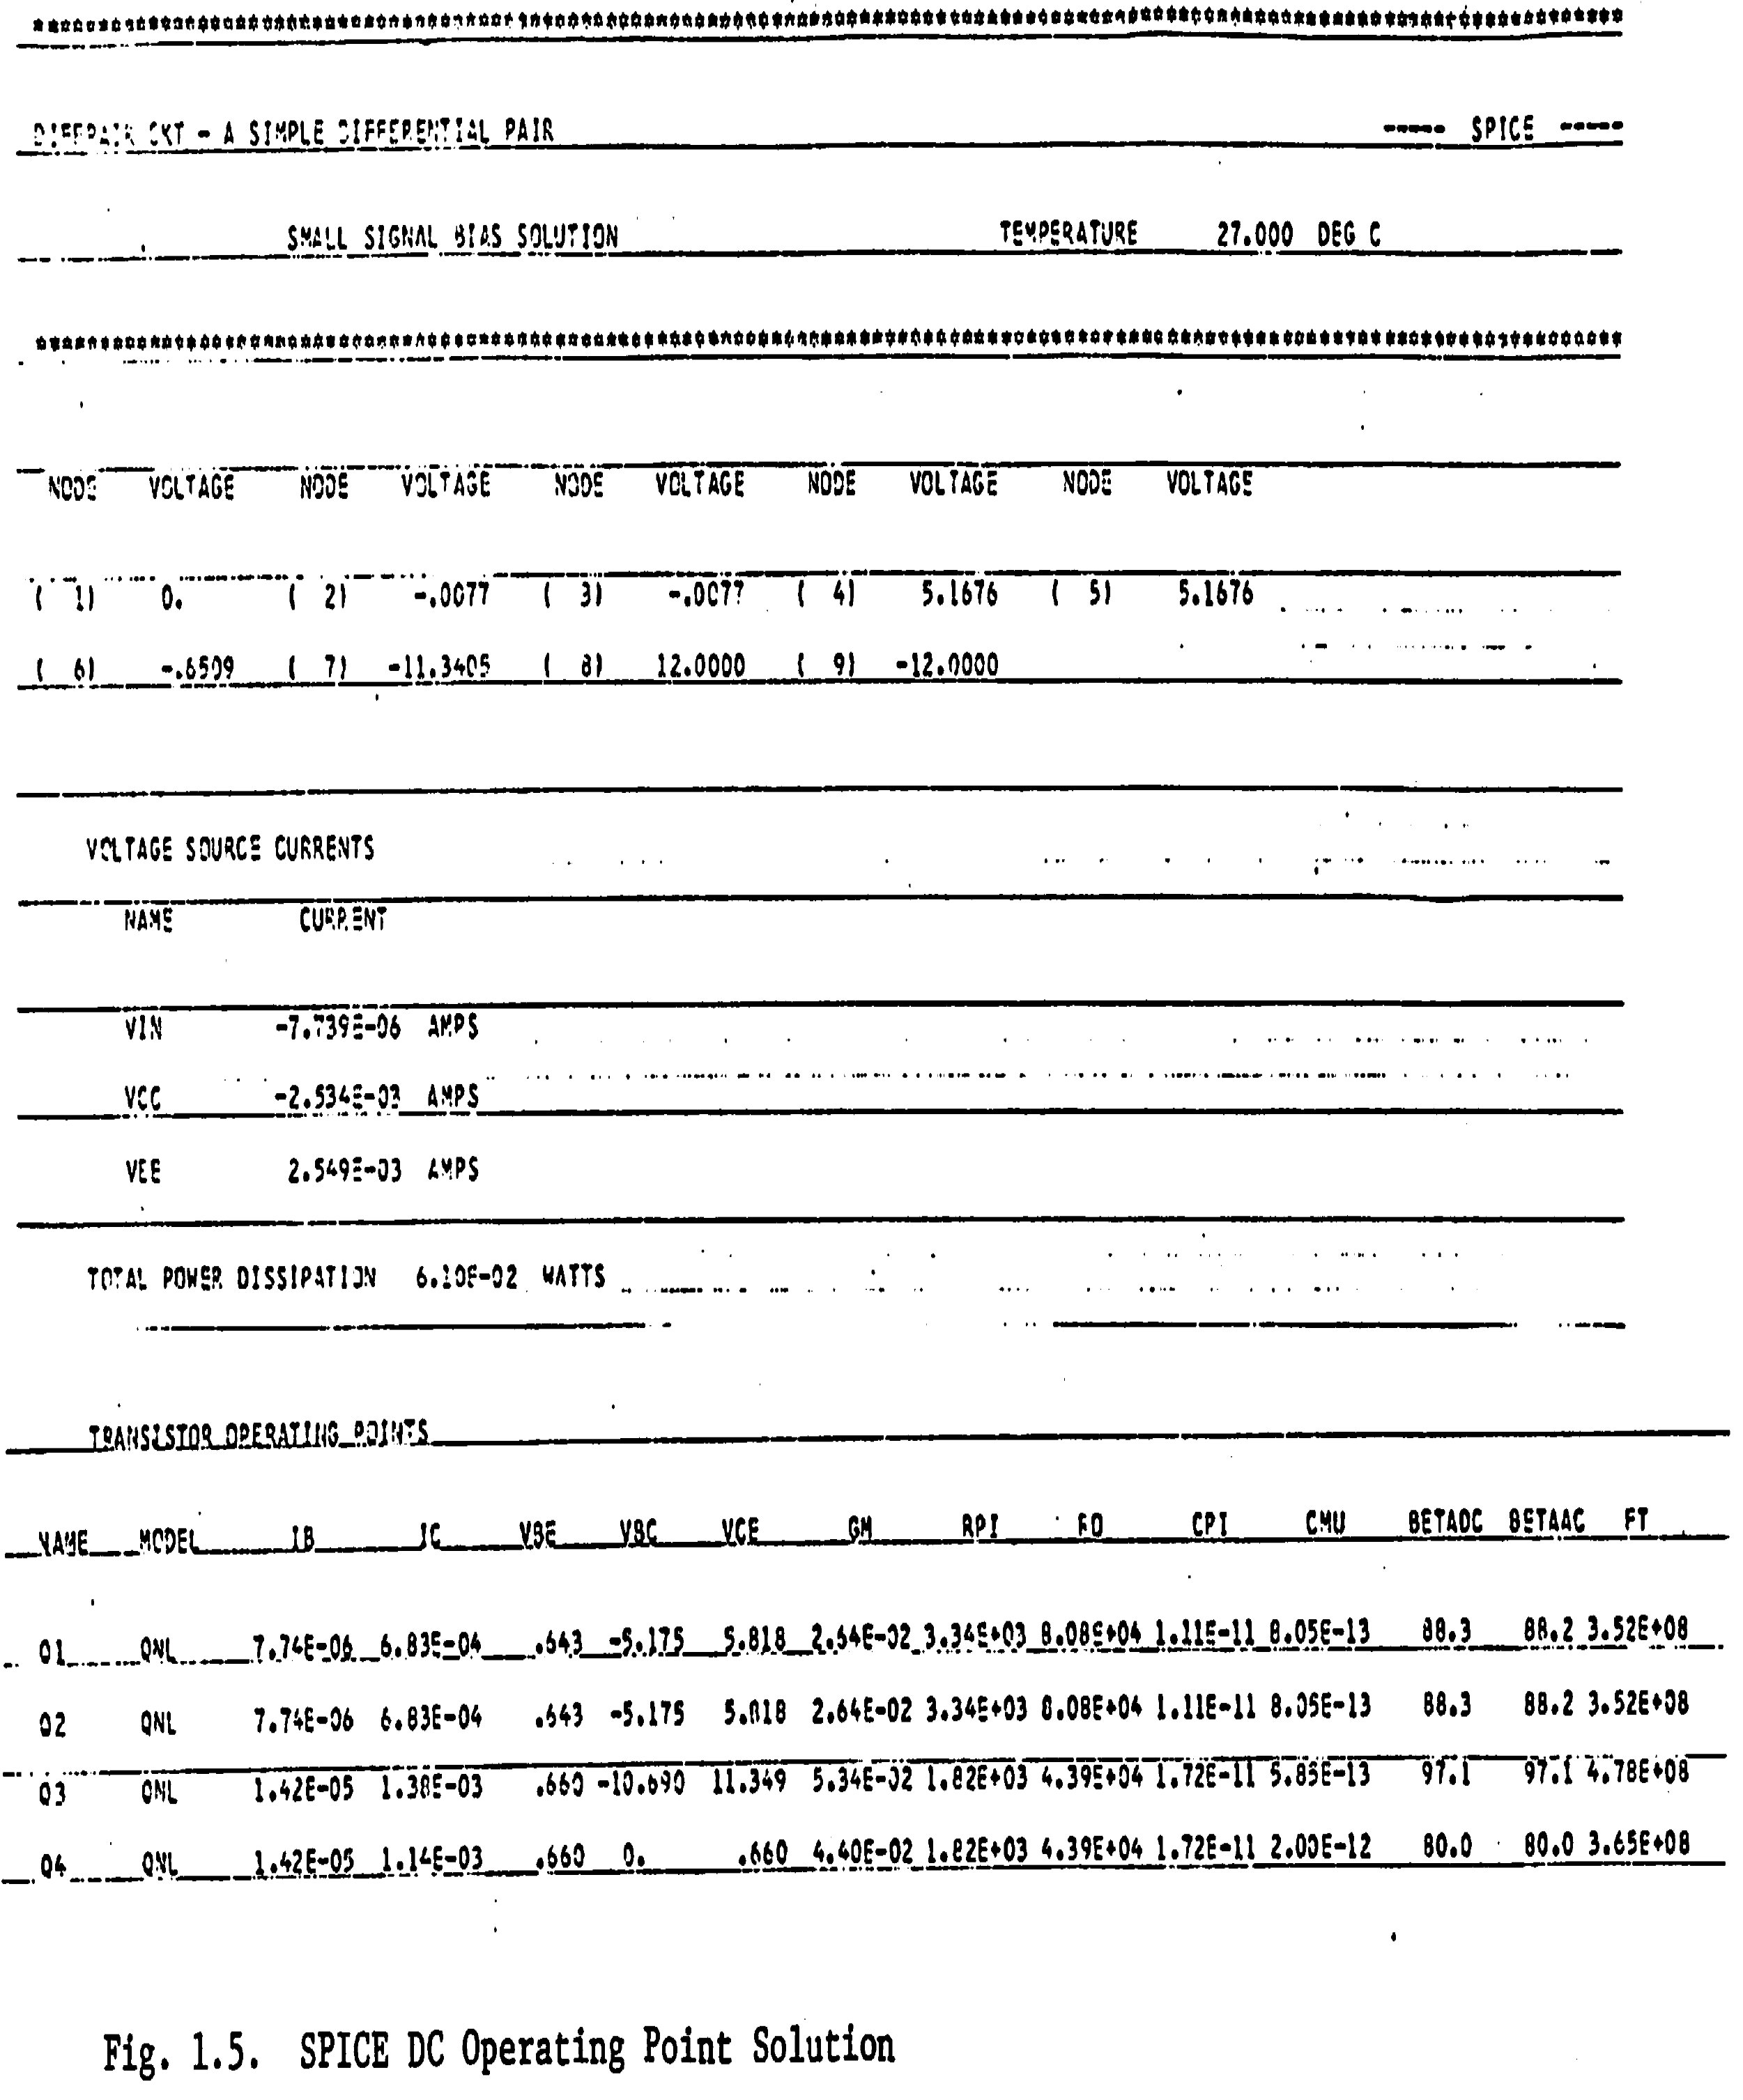 DIFFPAIR CKT - A SIMPLE DIFFERENTIAL PAIR ----- SPICE -----
SMALL SIGNAL BIAS SOLUTION TEMPERATURE 27.000 DEG C
NODE VOLTAGE NODE VOLTAGE NODE VOLTAGE NODE VOLTAGE NODE VOLTAGE
( 1) 0. ( 2) -.0077 ( 3) -.0077 ( 4) 5.1676 ( 5) 5.1676
( 6) -.6509 ( 7) -11.3405 ( 8) 12.0000 ( 9) -12.0000
VOLTAGE SOURCE CURRENTS
NAME CURRENT
VIN -7.739E-06 AMPS
VCC -2.534E-03 AMPS
VEE 2.549E-03 AMPS
TOTAL POWER DISSIPATION 6.10E-02 WATTS
TRANSISTOR OPERATING POINTS
NAME MODEL IB IC VBE VBC VCE GM RPI RO CPI CMU BETADC BETAAC FT
Q1 QNL 7.74E-06 6.83E-04 .643 -5.175 5.818 2.64E-02 3.34E+03 8.08E+04 1.11E-11 8.05E-13 88.3 88.2 3.52E+08
Q2 QNL 7.74E-06 6.83E-04 .643 -5.175 5.818 2.64E-02 3.34E+03 8.08E+04 1.11E-11 8.05E-13 88.3 88.2 3.52E+08
Q3 QNL 1.42E-05 1.38E-03 .660 -10.690 11.349 5.34E-02 1.82E+03 4.39E+04 1.72E-11 5.85E-13 97.1 97.1 4.78E+08
Q4 QNL 1.42E-05 1.14E-03 .660 0. .660 4.40E-02 1.82E+03 4.39E+04 1.72E-11 2.00E-12 80.0 80.0 3.65E+08
Fig. 1.5. SPICE DC Operating Point Solution